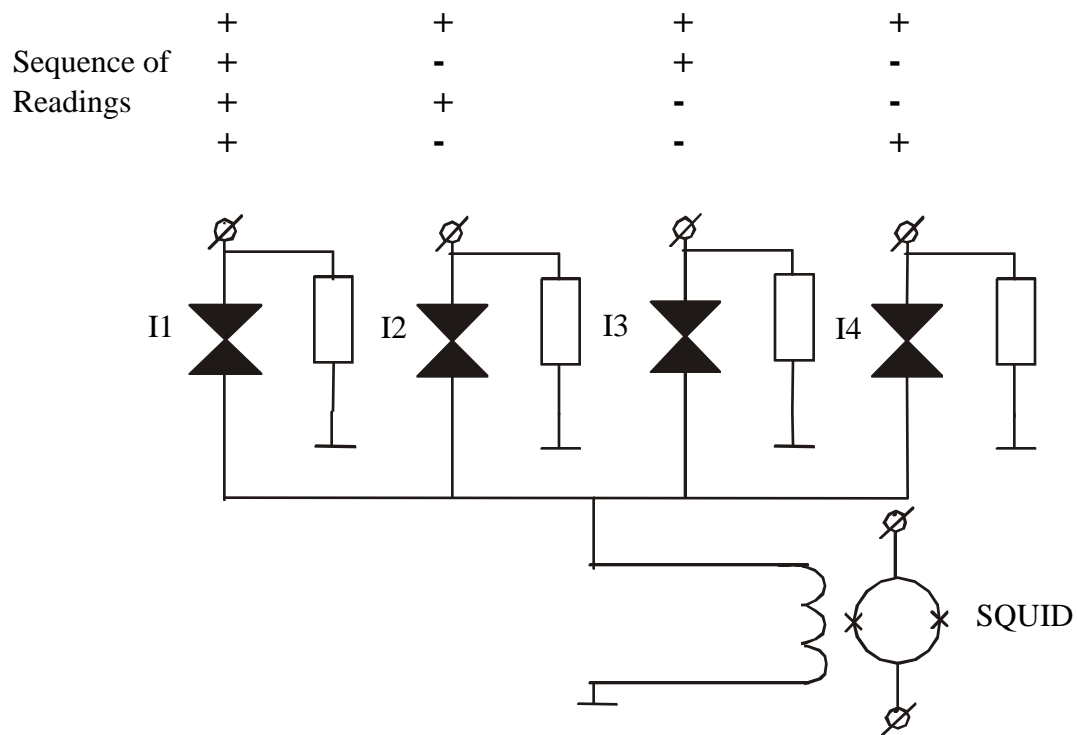 + + + +
Sequence of + - + -
Readings + + - -
+ - - +
I1 I2 I3 I4
SQUID